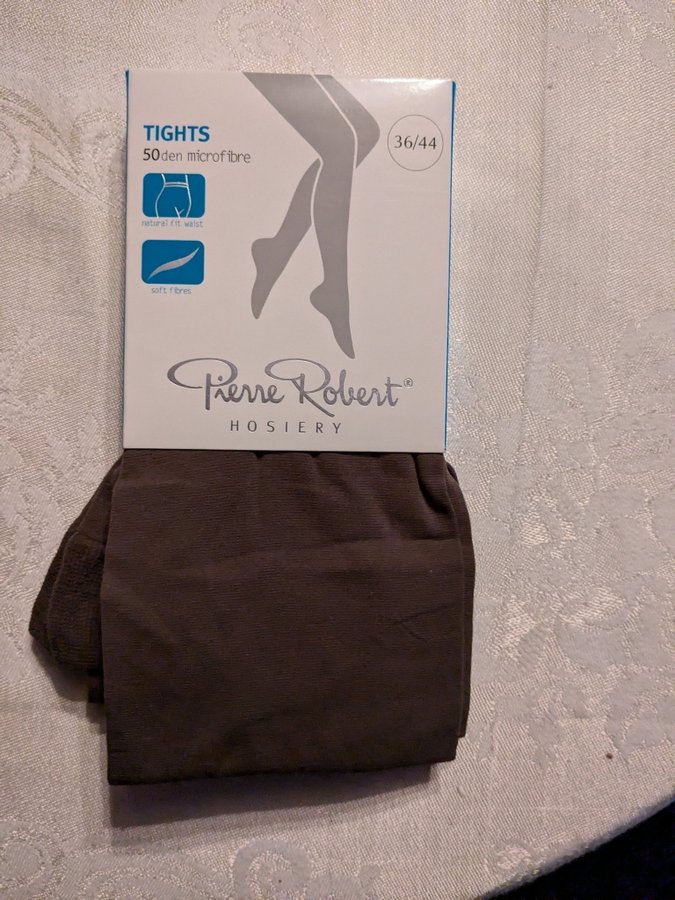 TIGHTS
50den microfibre
36/44
natural fit waist
soft fibres
Pierre Robert®
HOSIERY